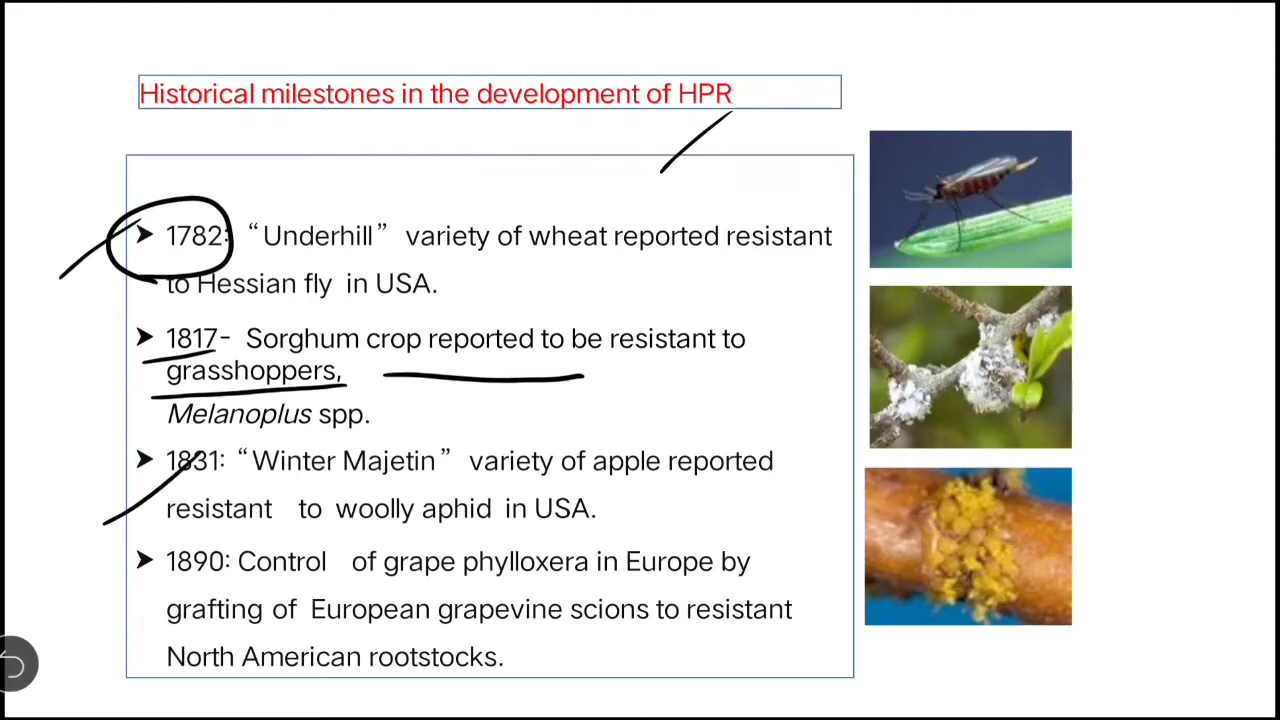 Historical milestones in the development of HPR
➤ 1782: “Underhill” variety of wheat reported resistant
to Hessian fly in USA.
➤ 1817- Sorghum crop reported to be resistant to
grasshoppers,
Melanoplus spp.
➤ 1831: “Winter Majetin” variety of apple reported
resistant to woolly aphid in USA.
➤ 1890: Control of grape phylloxera in Europe by
grafting of European grapevine scions to resistant
North American rootstocks.